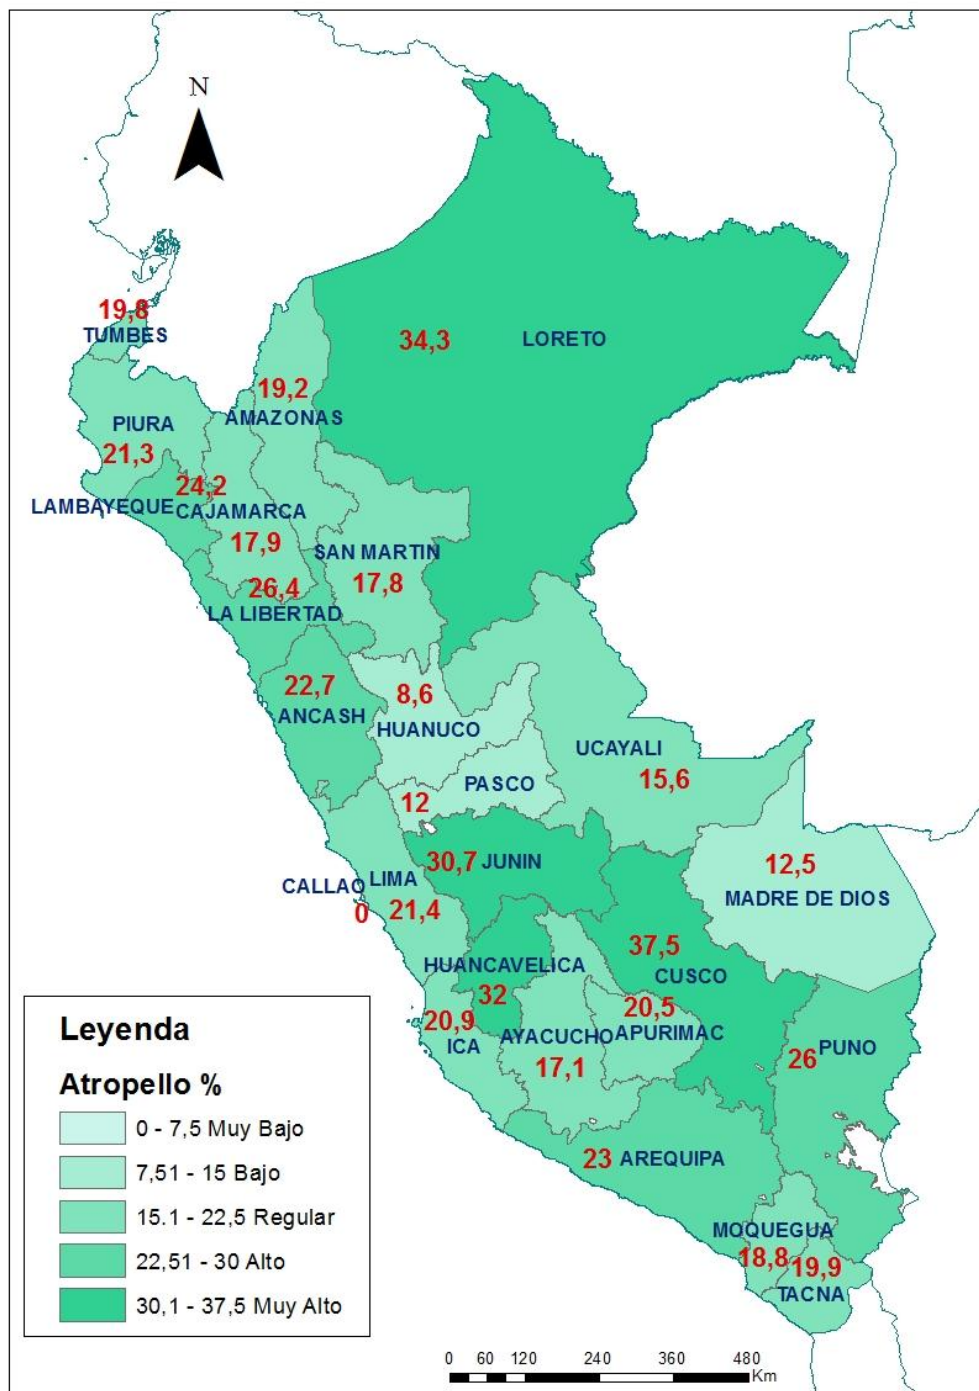 N
19,8
TUMBES
34,3
LORETO
19,2
AMAZONAS
PIURA
21,3
24,2
LAMBAYEQUE
CAJAMARCA
17,9
SAN MARTIN
17,8
26,4
LA LIBERTAD
22,7
ANCASH
8,6
HUANUCO
UCAYALI
15,6
PASCO
12
30,7
JUNIN
12,5
MADRE DE DIOS
CALLAO
0
LIMA
21,4
37,5
CUSCO
HUANCAVELICA
32
20,9
ICA
AYACUCHO
17,1
20,5
APURIMAC
26
PUNO
23
AREQUIPA
MOQUEGUA
18,8
19,9
TACNA
Leyenda
Atropello %
0 - 7,5 Muy Bajo
7,51 - 15 Bajo
15.1 - 22,5 Regular
22,51 - 30 Alto
30,1 - 37,5 Muy Alto
0 60 120 240 360 480
Km